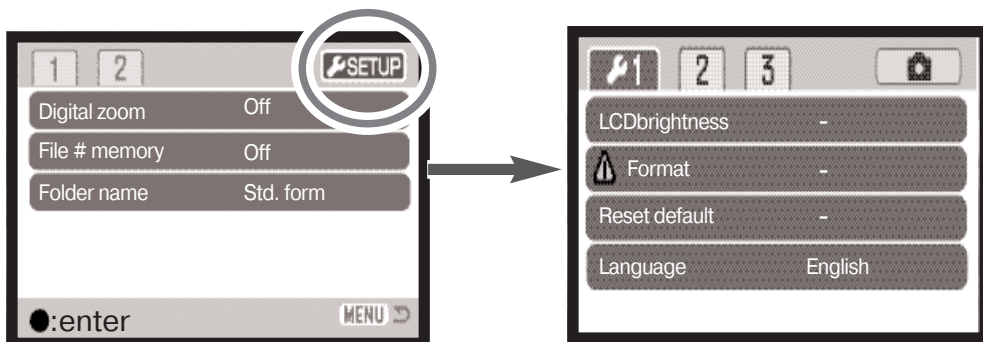 1 2 SETUP
Digital zoom Off
File # memory Off
Folder name Std. form
:enter MENU
1 2 3
LCDbrightness -
Format -
Reset default -
Language English